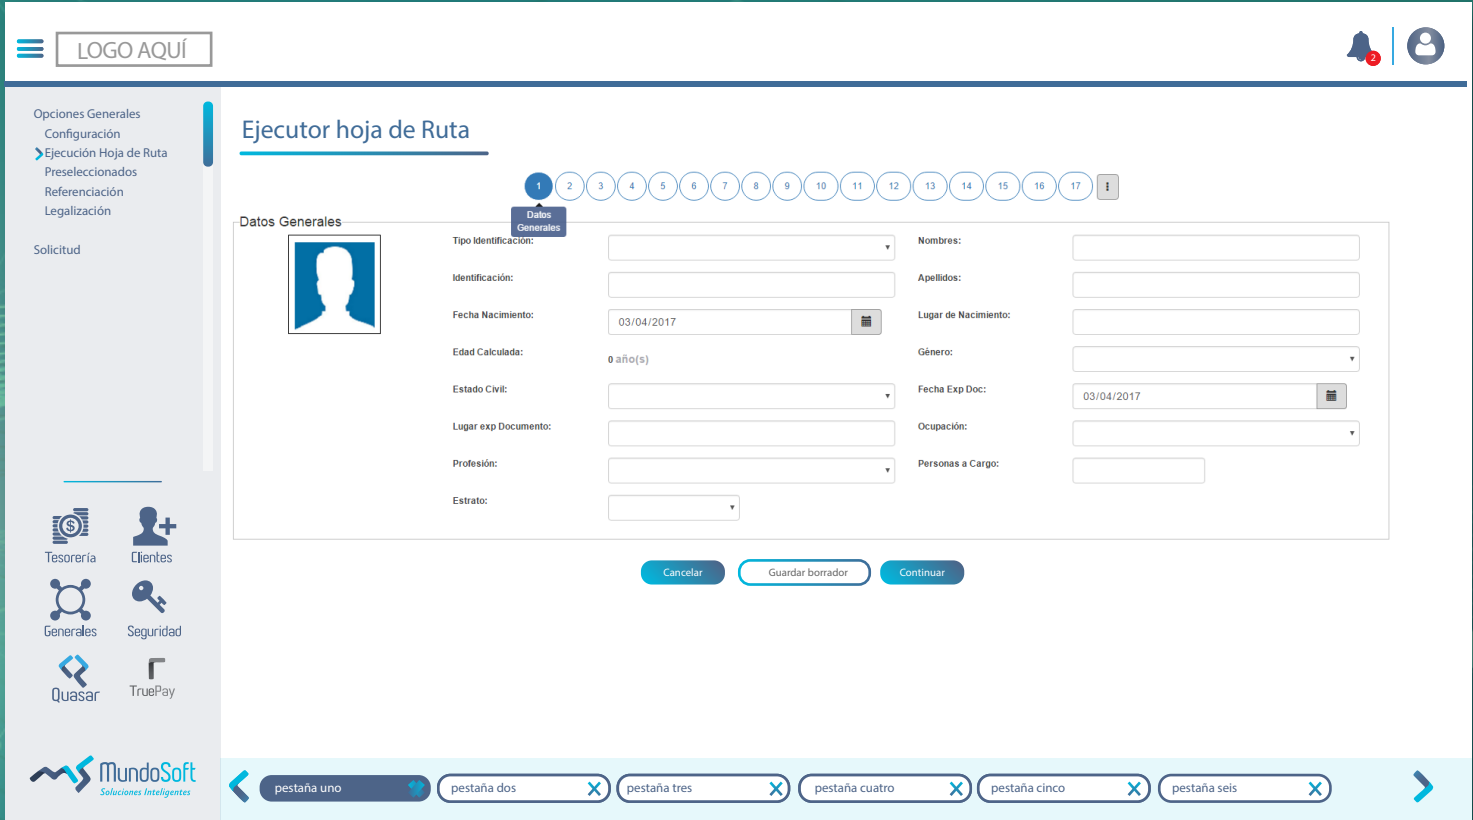 LOGO AQUÍ
2
Opciones Generales
Configuración
Ejecución Hoja de Ruta
Preseleccionados
Referenciación
Legalización
Solicitud
Ejecutor hoja de Ruta
1 2 3 4 5 6 7 8 9 10 11 12 13 14 15 16 17
Datos
Generales
Datos Generales
Tipo Identificación:
Nombres:
Identificación:
Apellidos:
Fecha Nacimiento:
03/04/2017
Lugar de Nacimiento:
Edad Calculada:
0 año(s)
Género:
Estado Civil:
Fecha Exp Doc:
03/04/2017
Lugar exp Documento:
Ocupación:
Profesión:
Personas a Cargo:
Estrato:
Cancelar
Guardar borrador
Continuar
Tesorería
Clientes
Generales
Seguridad
Quasar
TruePay
MundoSoft
Soluciones Inteligentes
pestaña uno
pestaña dos
pestaña tres
pestaña cuatro
pestaña cinco
pestaña seis